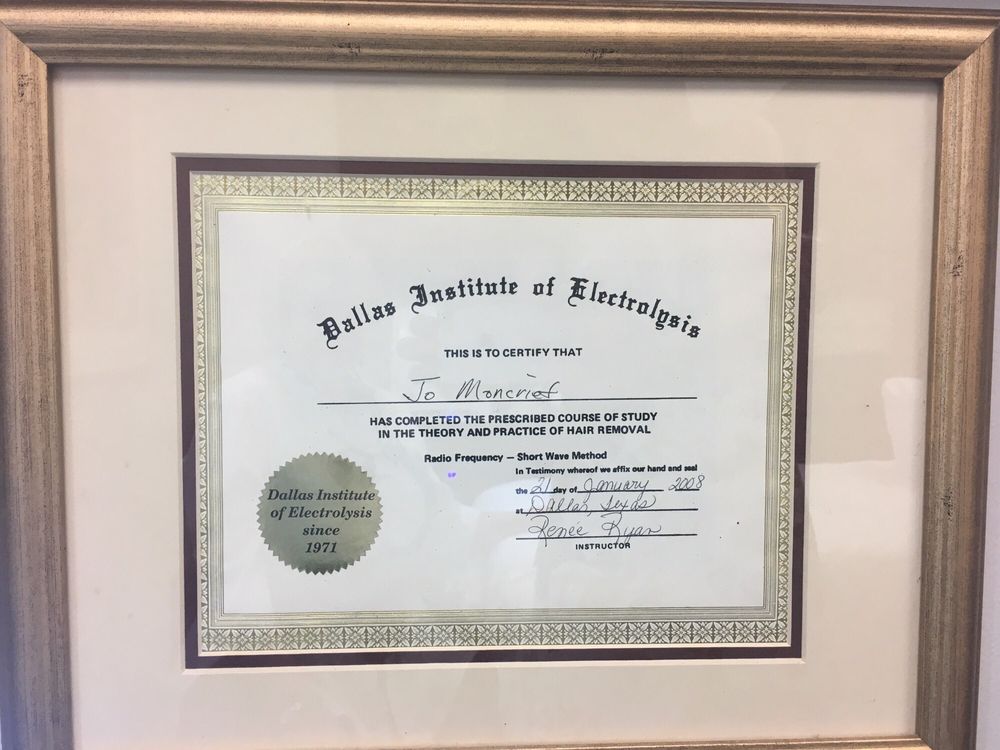 Dallas Institute of Electrolysis
THIS IS TO CERTIFY THAT
Jo Moncrief
HAS COMPLETED THE PRESCRIBED COURSE OF STUDY
IN THE THEORY AND PRACTICE OF HAIR REMOVAL
Radio Frequency — Short Wave Method
In Testimony whereof we affix our hand and seal
the 21 day of January 2008
at, Dallas, Texas
Renée Ryan
INSTRUCTOR
Dallas Institute
of Electrolysis
since
1971